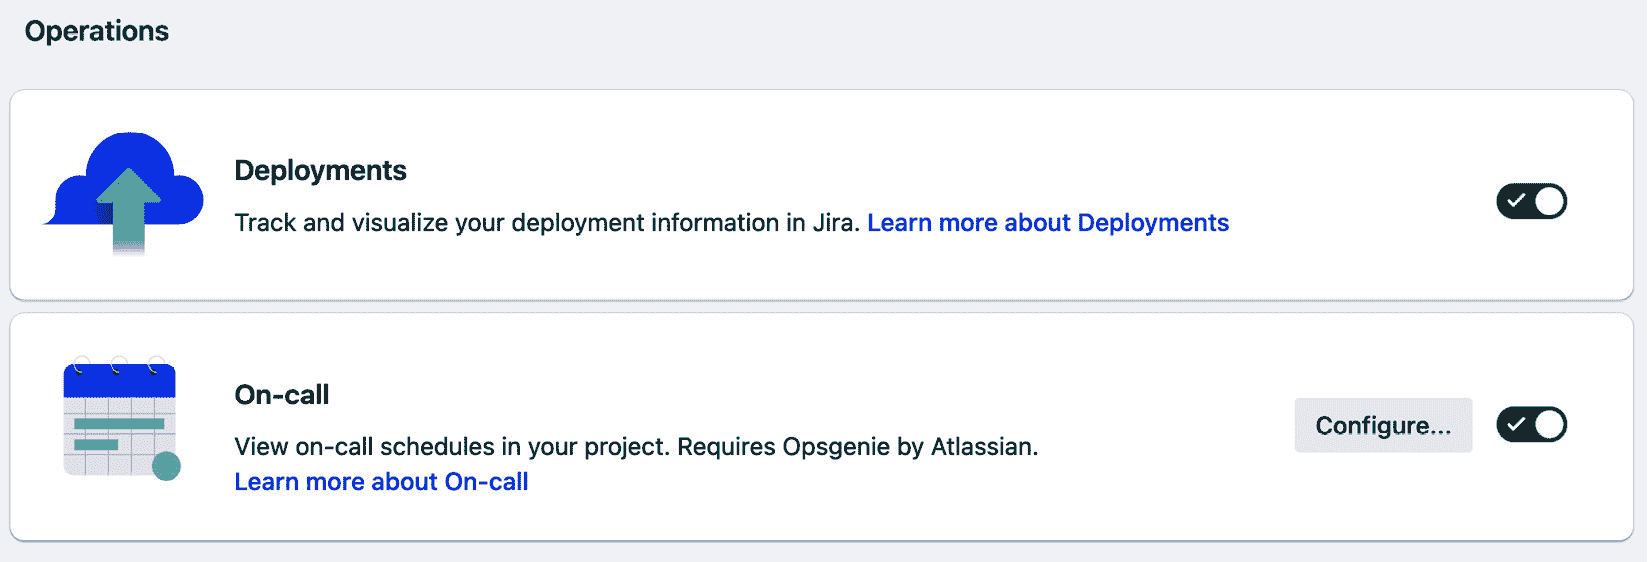 Operations
Deployments
Track and visualize your deployment information in Jira. Learn more about Deployments
On-call
View on-call schedules in your project. Requires Opsgenie by Atlassian.
Learn more about On-call
Configure...